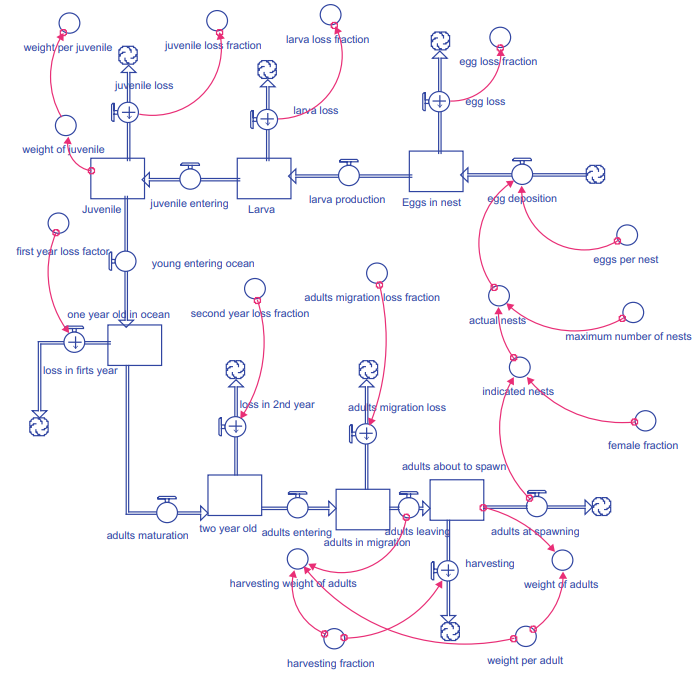 weight per juvenile
juvenile loss fraction
larva loss fraction
egg loss fraction
juvenile loss
larva loss
egg loss
weight of juvenile
Juvenile
juvenile entering
Larva
larva production
Eggs in nest
egg deposition
first year loss factor
young entering ocean
eggs per nest
one year old in ocean
second year loss fraction
adults migration loss fraction
actual nests
maximum number of nests
loss in firts year
indicated nests
loss in 2nd year
adults migration loss
female fraction
adults about to spawn
adults maturation
two year old
adults entering
adults in migration
adults leaving
adults at spawning
harvesting weight of adults
harvesting
weight of adults
harvesting fraction
weight per adult